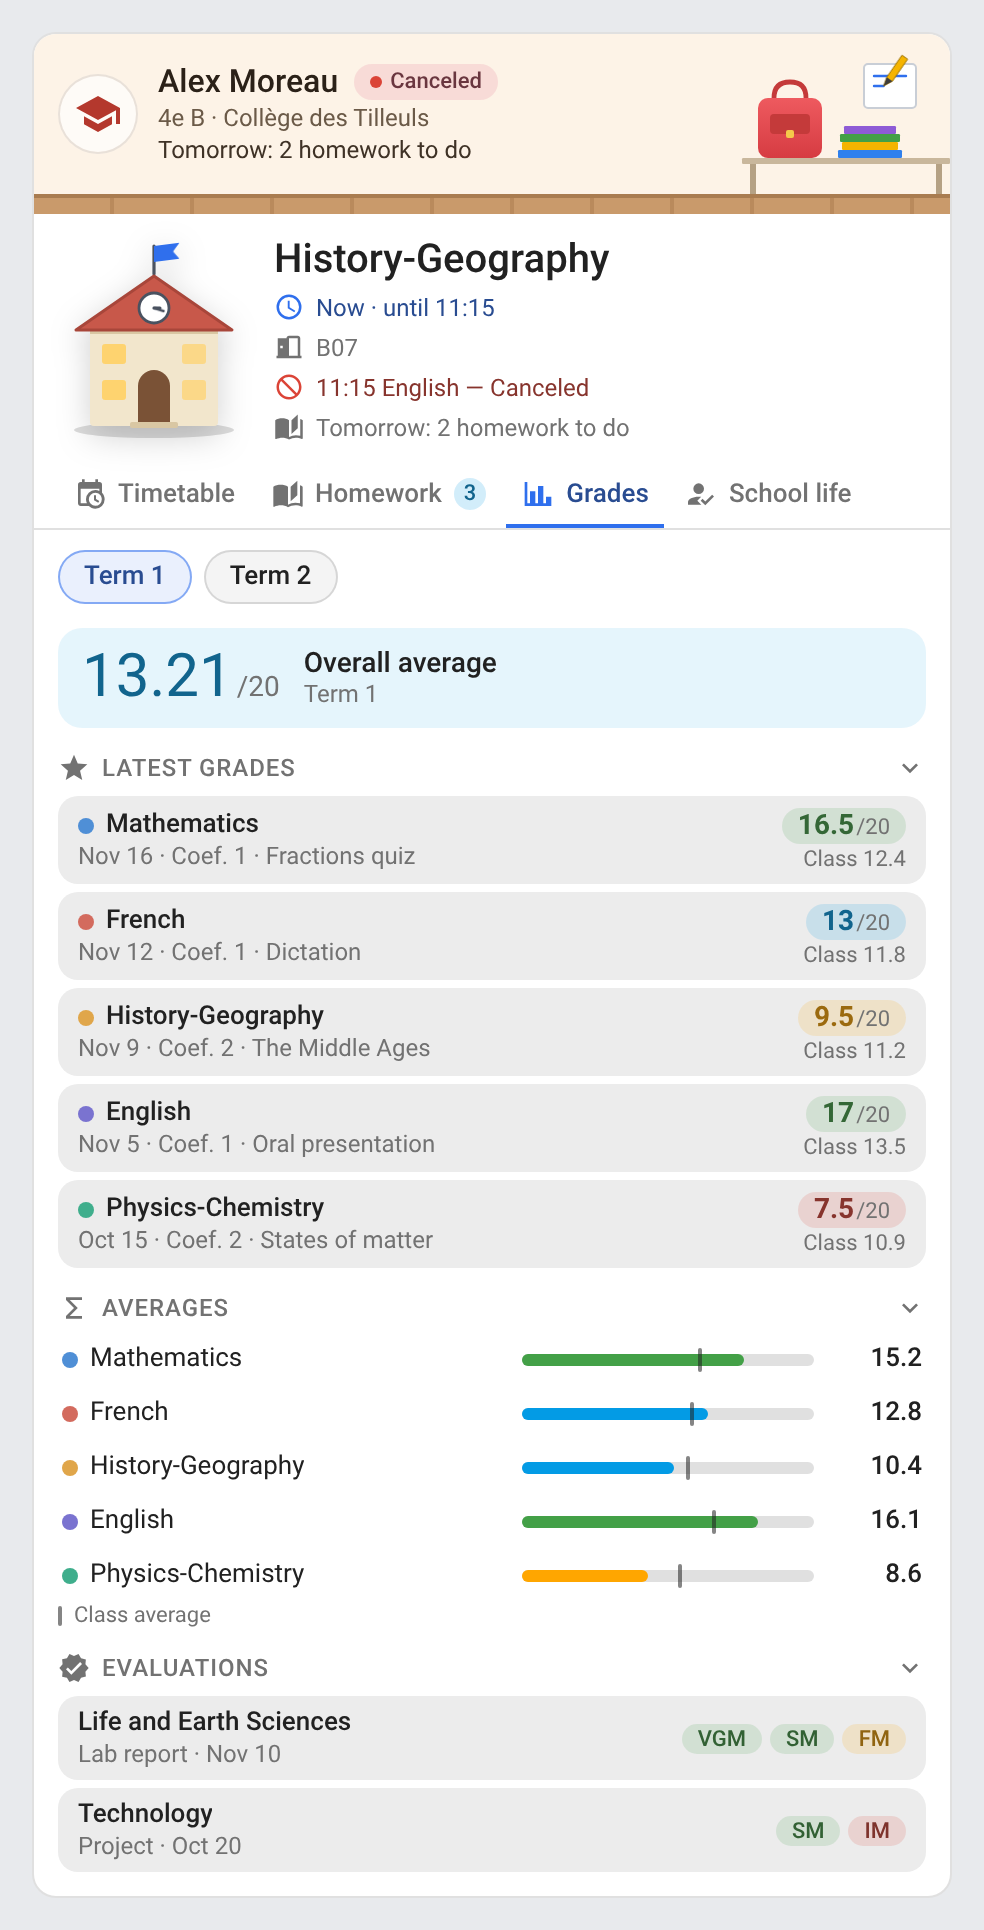 Alex Moreau
Canceled
4e B · Collège des Tilleuls
Tomorrow: 2 homework to do
History-Geography
Now · until 11:15
B07
11:15 English — Canceled
Tomorrow: 2 homework to do
Timetable
Homework 3
Grades
School life
Term 1
Term 2
13.21/20
Overall average
Term 1
LATEST GRADES
Mathematics
16.5/20
Nov 16 · Coef. 1 · Fractions quiz
Class 12.4
French
13/20
Nov 12 · Coef. 1 · Dictation
Class 11.8
History-Geography
9.5/20
Nov 9 · Coef. 2 · The Middle Ages
Class 11.2
English
17/20
Nov 5 · Coef. 1 · Oral presentation
Class 13.5
Physics-Chemistry
7.5/20
Oct 15 · Coef. 2 · States of matter
Class 10.9
AVERAGES
Mathematics 15.2
French 12.8
History-Geography 10.4
English 16.1
Physics-Chemistry 8.6
Class average
EVALUATIONS
Life and Earth Sciences
Lab report · Nov 10
VGM SM FM
Technology
Project · Oct 20
SM IM